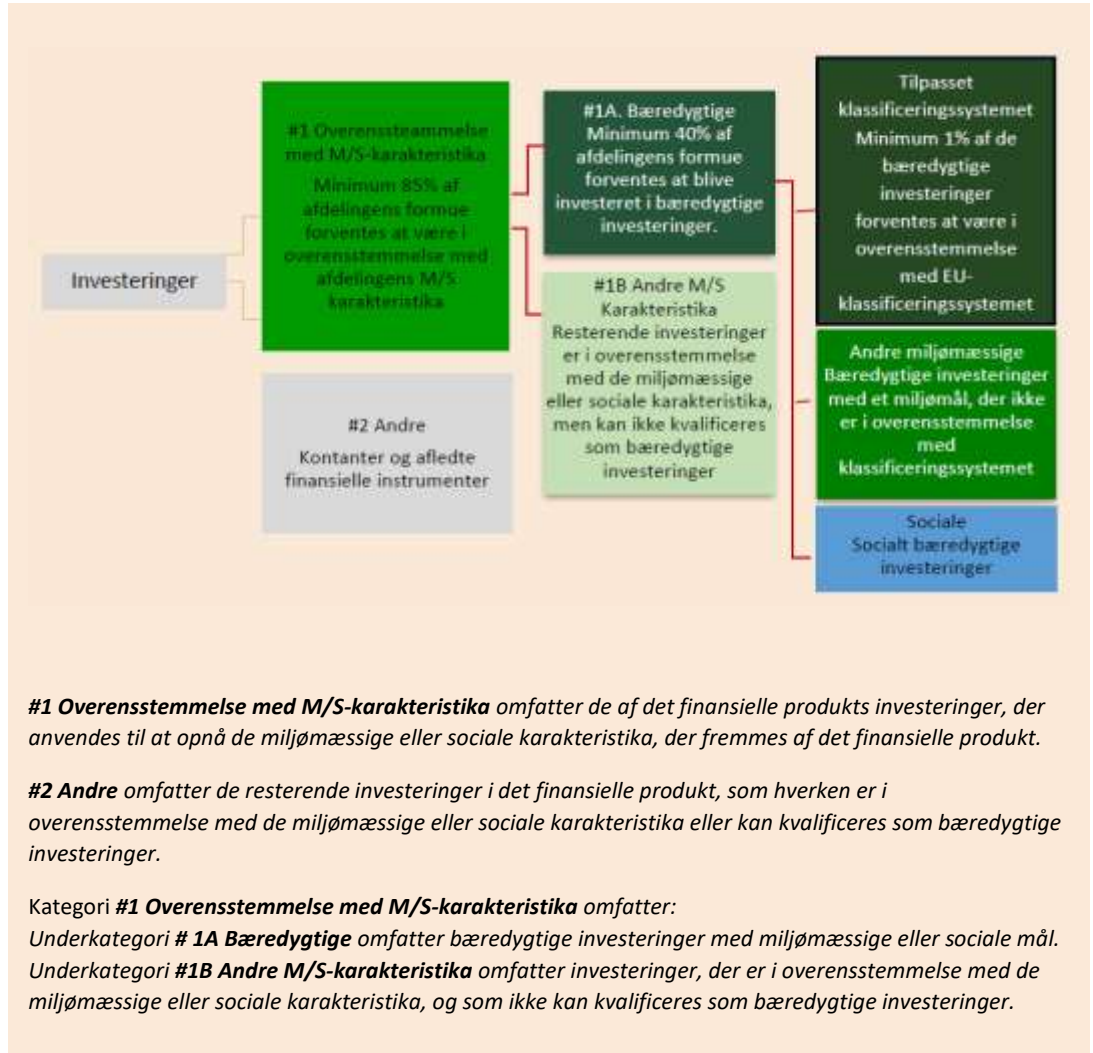 Investeringer
#1 Overenssteammelse
med M/S-karakteristika
Minimum 85% af
afdelingens formue
forventes at være i
overensstemmelse med
afdelingens M/S
karakteristika
#2 Andre
Kontanter og afledte
finansielle instrumenter
#1A. Bæredygtige
Minimum 40% af
afdelingens formue
forventes at blive
investeret i bæredygtige
investeringer.
#1B Andre M/S
Karakteristika
Resterende investeringer
er i overensstemmelse
med de miljømæssige
eller sociale karakteristika,
men kan ikke kvalificeres
som bæredygtige
investeringer
Tilpasset
klassificeringssystemet
Minimum 1% af de
bæredygtige
investeringer
forventes at være i
overensstemmelse
med EU-
klassificeringssystemet
Andre miljømæssige
Bæredygtige investeringer
med et miljømål, der ikke
er i overensstemmelse
med
klassificeringssystemet
Sociale
Socialt bæredygtige
investeringer
#1 Overensstemmelse med M/S-karakteristika omfatter de af det finansielle produkts investeringer, der
anvendes til at opnå de miljømæssige eller sociale karakteristika, der fremmes af det finansielle produkt.
#2 Andre omfatter de resterende investeringer i det finansielle produkt, som hverken er i
overensstemmelse med de miljømæssige eller sociale karakteristika eller kan kvalificeres som bæredygtige
investeringer.
Kategori #1 Overensstemmelse med M/S-karakteristika omfatter:
Underkategori # 1A Bæredygtige omfatter bæredygtige investeringer med miljømæssige eller sociale mål.
Underkategori #1B Andre M/S-karakteristika omfatter investeringer, der er i overensstemmelse med de
miljømæssige eller sociale karakteristika, og som ikke kan kvalificeres som bæredygtige investeringer.